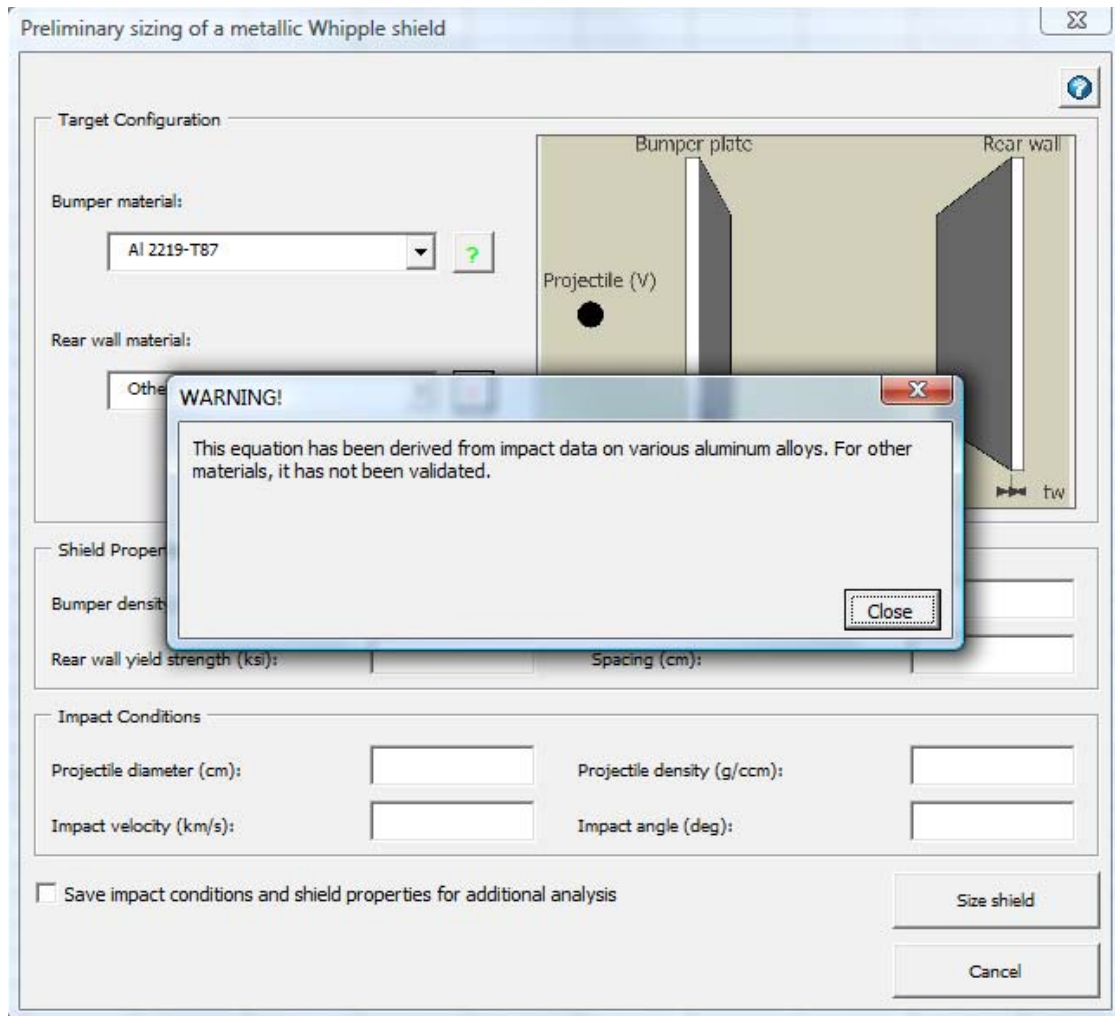 Preliminary sizing of a metallic Whipple shield
Target Configuration
Bumper material:
Al 2219-T87
?
Rear wall material:
Othe
Bumper plate
Rear wall
Projectile (V)
tw
WARNING!
This equation has been derived from impact data on various aluminum alloys. For other
materials, it has not been validated.
Close
Shield Proper
Bumper densit
Rear wall yield strength (ksi):
Spacing (cm):
Impact Conditions
Projectile diameter (cm):
Projectile density (g/ccm):
Impact velocity (km/s):
Impact angle (deg):
Save impact conditions and shield properties for additional analysis
Size shield
Cancel